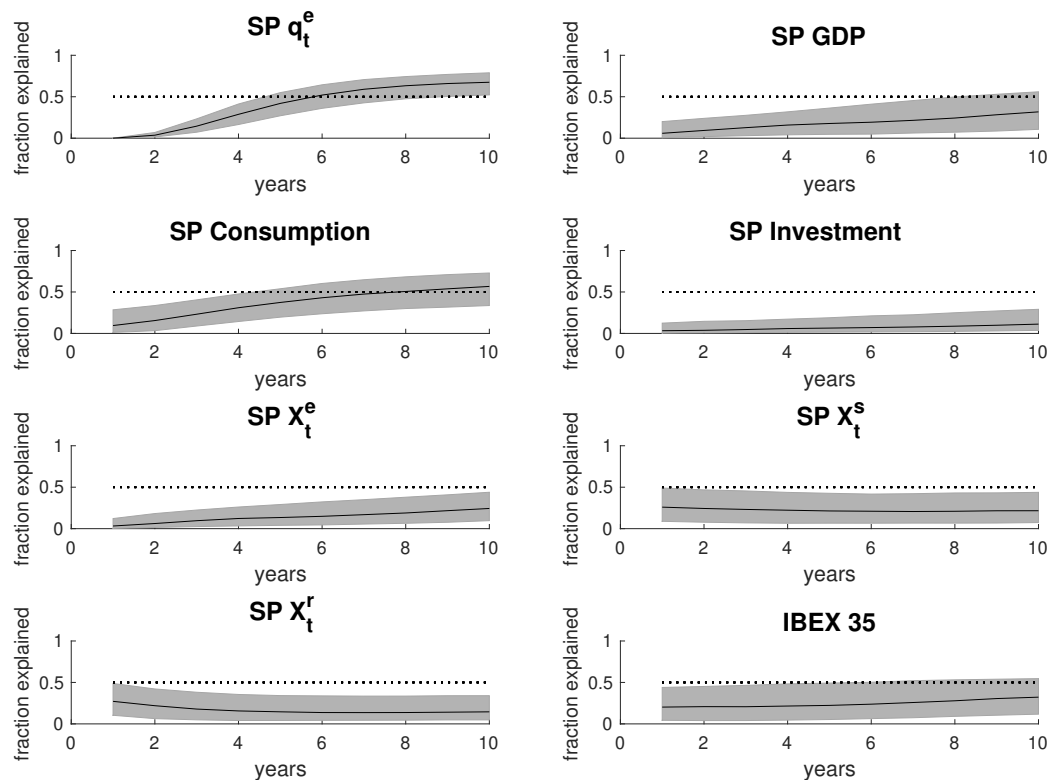 SP q_t^e
fraction explained
1
0.5
0
0 2 4 6 8 10
years
SP GDP
fraction explained
1
0.5
0
0 2 4 6 8 10
years
SP Consumption
fraction explained
1
0.5
0
0 2 4 6 8 10
years
SP Investment
fraction explained
1
0.5
0
0 2 4 6 8 10
years
SP X_t^e
fraction explained
1
0.5
0
0 2 4 6 8 10
years
SP X_t^s
fraction explained
1
0.5
0
0 2 4 6 8 10
years
SP X_t^r
fraction explained
1
0.5
0
0 2 4 6 8 10
years
IBEX 35
fraction explained
1
0.5
0
0 2 4 6 8 10
years